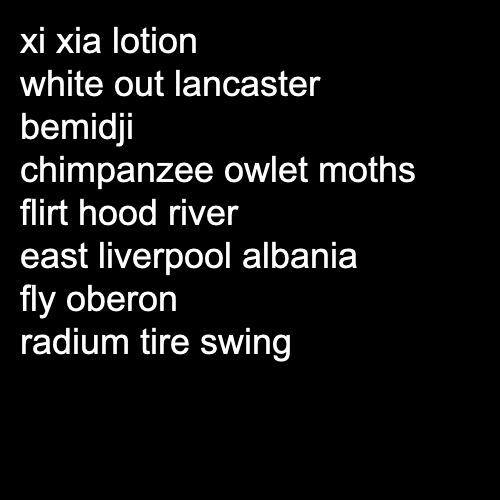 xi xia lotion
white out lancaster
bemidji
chimpanzee owlet moths
flirt hood river
east liverpool albania
fly oberon
radium tire swing